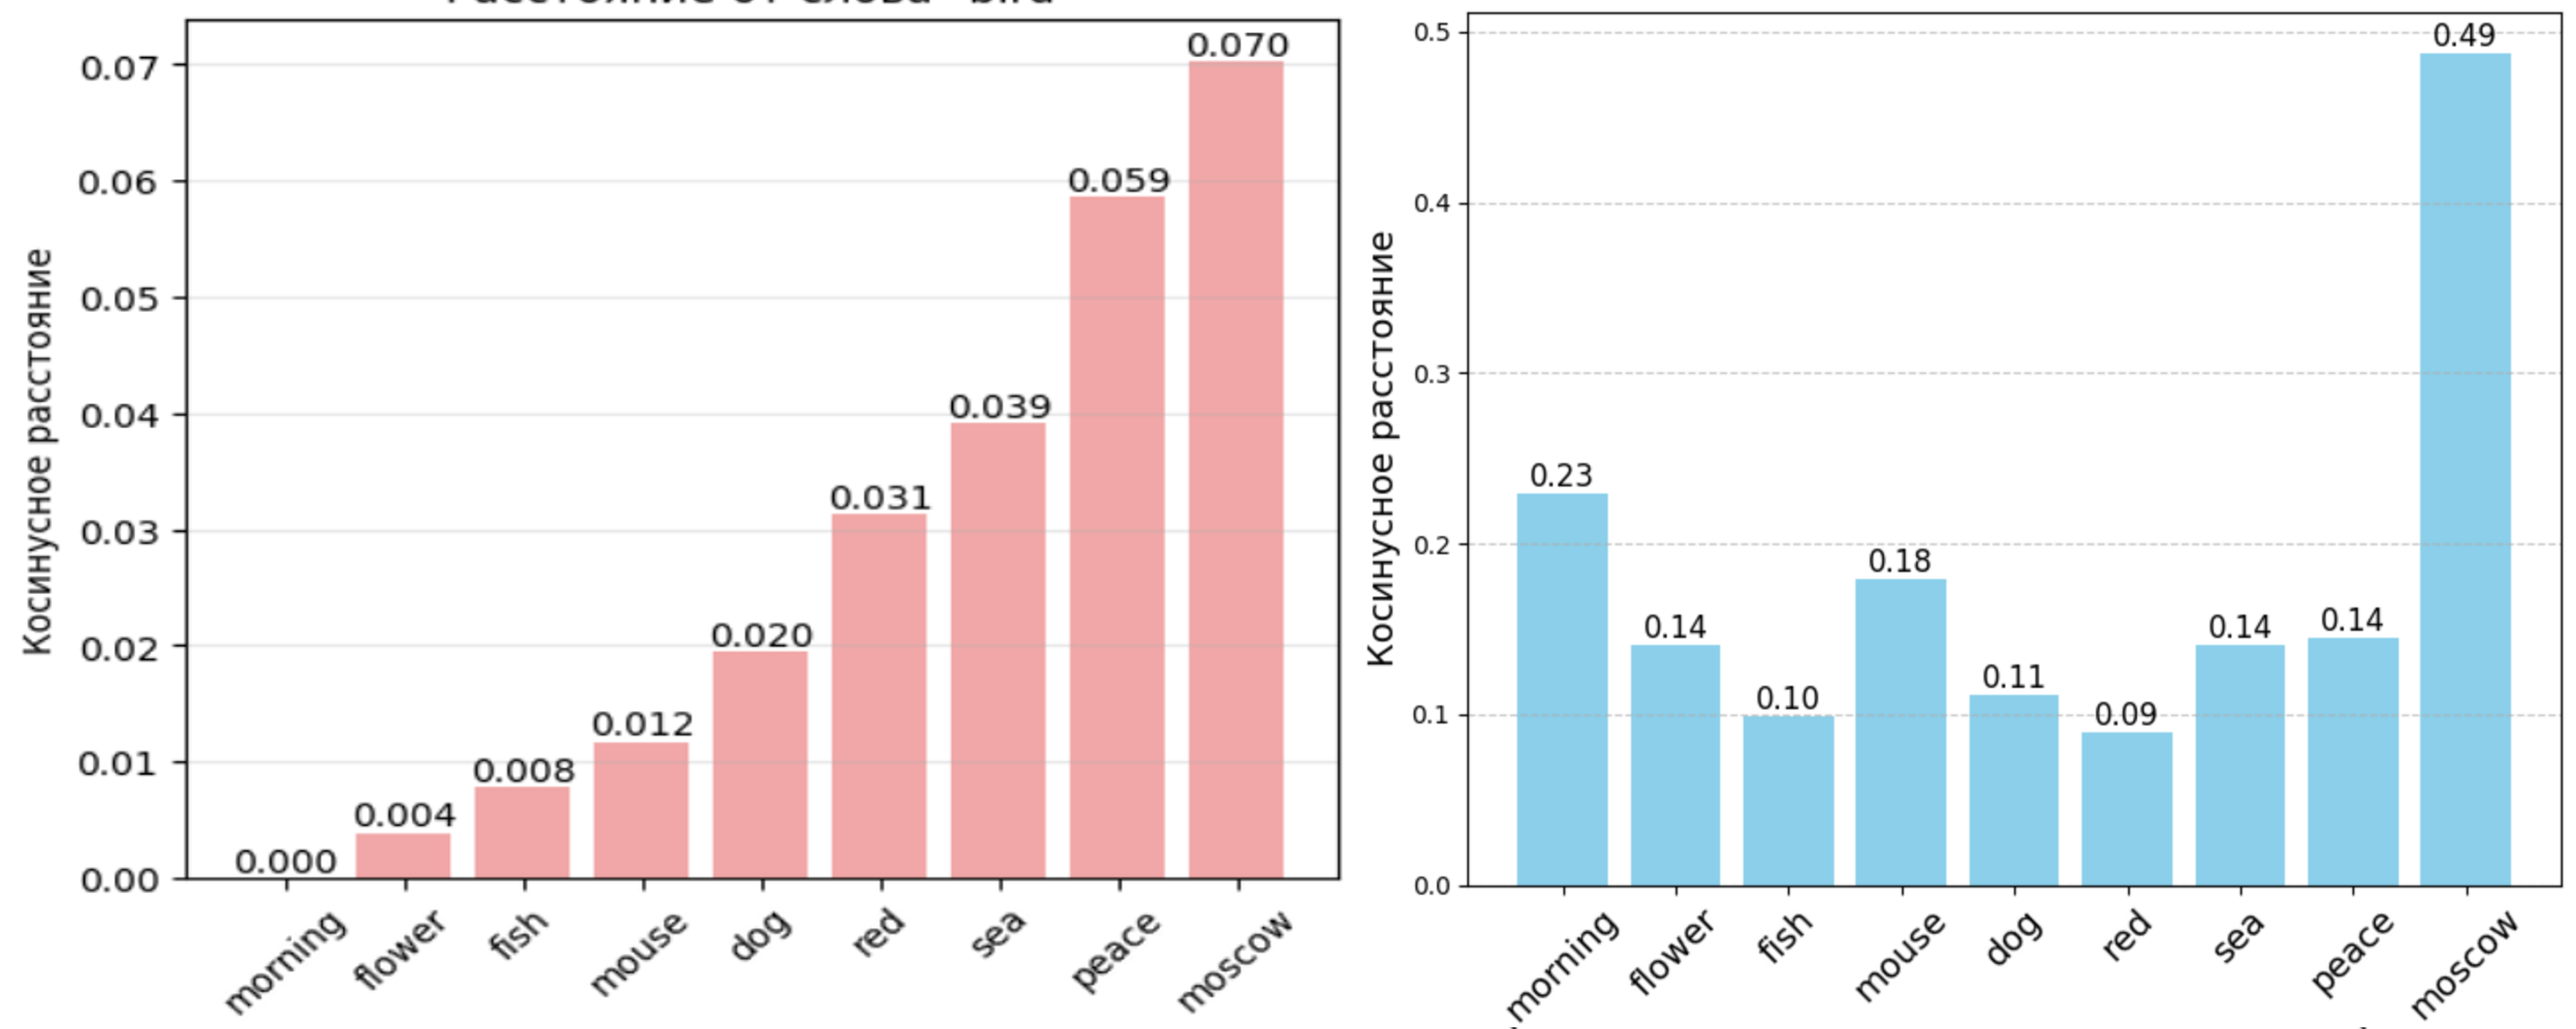 Расстояние от слова "bird"
Косинусное расстояние
0.07
0.06
0.05
0.04
0.03
0.02
0.01
0.00
0.000
0.004
0.008
0.012
0.020
0.031
0.039
0.059
0.070
morning
flower
fish
mouse
dog
red
sea
peace
moscow
Косинусное расстояние
0.5
0.4
0.3
0.2
0.1
0.0
0.23
0.14
0.10
0.18
0.11
0.09
0.14
0.14
0.49
morning
flower
fish
mouse
dog
red
sea
peace
moscow